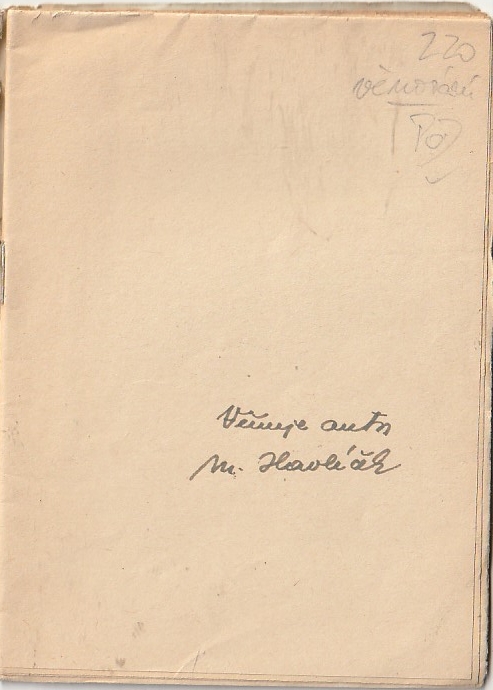 220
věnování
Věnuje autor
M. Havlíček